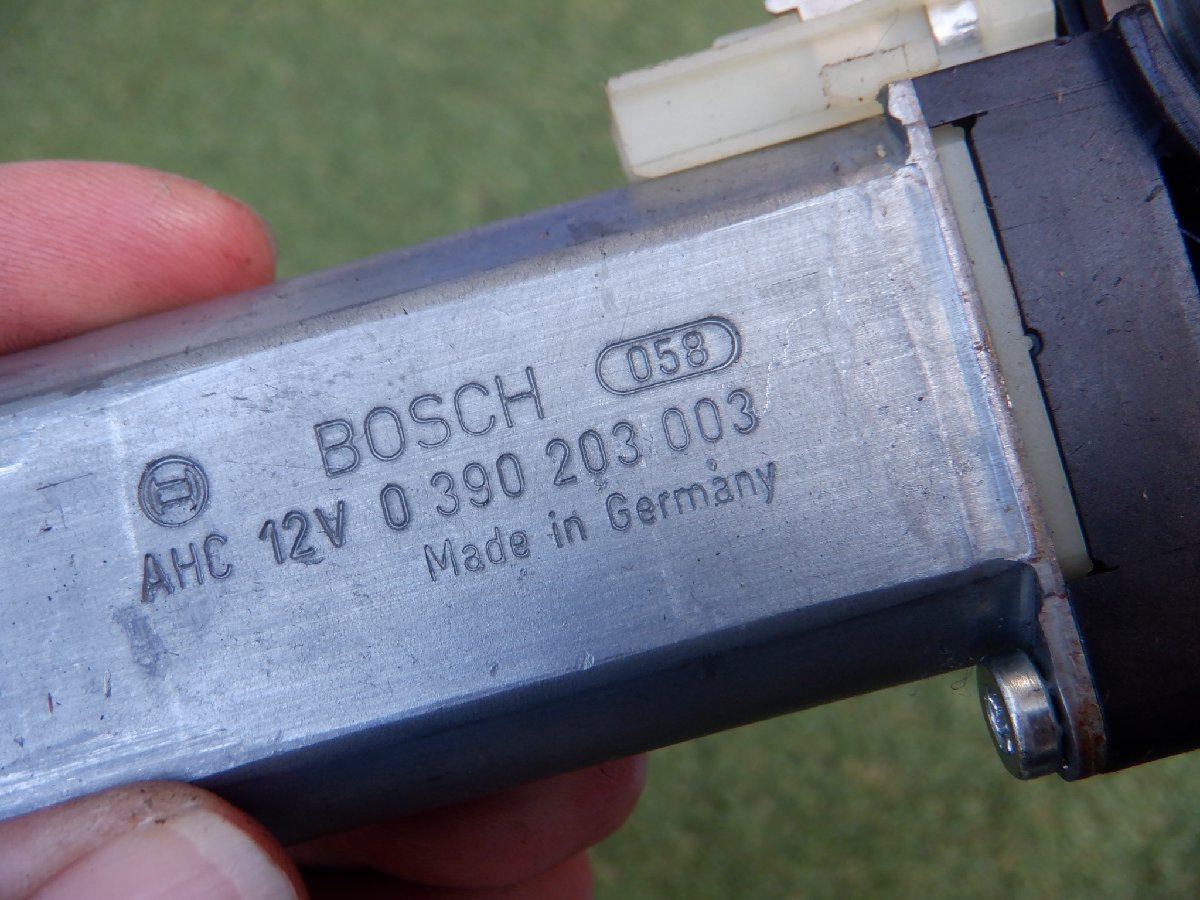 BOSCH 058
AHC 12V 0 390 203 003
Made in Germany